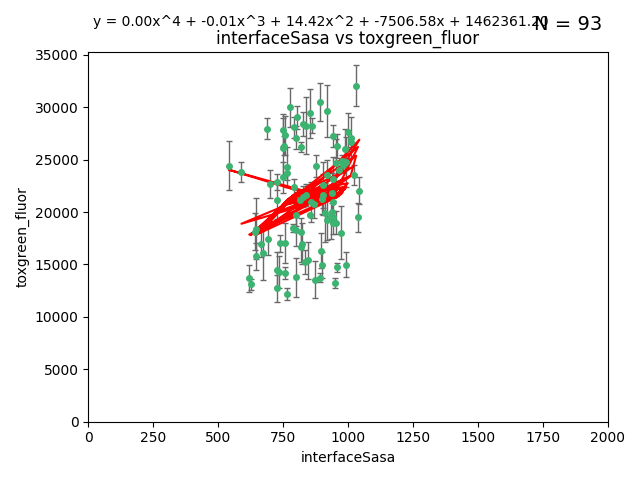 y = 0.00x^4 + -0.01x^3 + 14.42x^2 + -7506.58x + 1462361.20
N = 93
interfaceSasa vs toxgreen_fluor
35000
30000
25000
20000
15000
10000
5000
0
toxgreen_fluor
0 250 500 750 1000 1250 1500 1750 2000
interfaceSasa